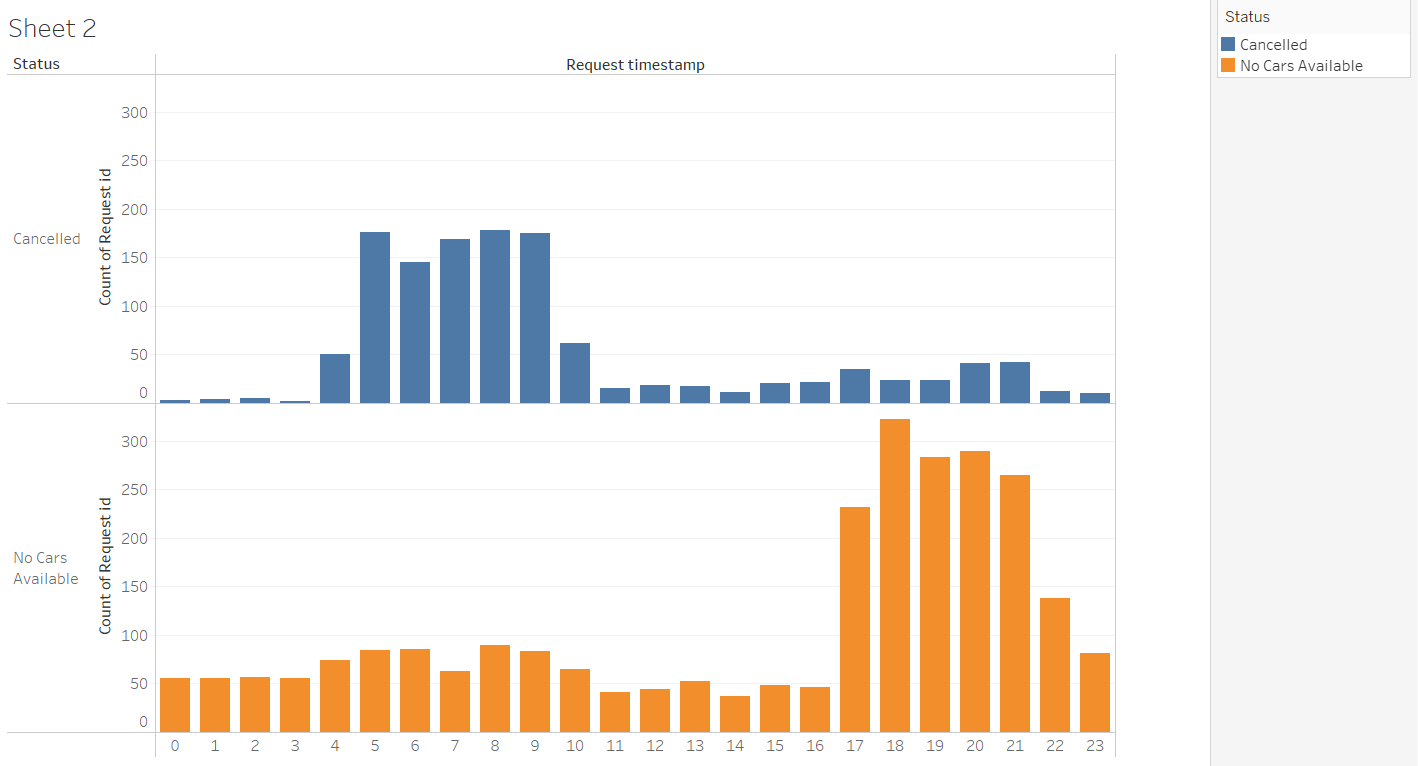 Sheet 2
Status
Request timestamp
Cancelled
Count of Request id
300
250
200
150
100
50
0
No Cars
Available
Count of Request id
300
250
200
150
100
50
0
0 1 2 3 4 5 6 7 8 9 10 11 12 13 14 15 16 17 18 19 20 21 22 23
Status
Cancelled
No Cars Available